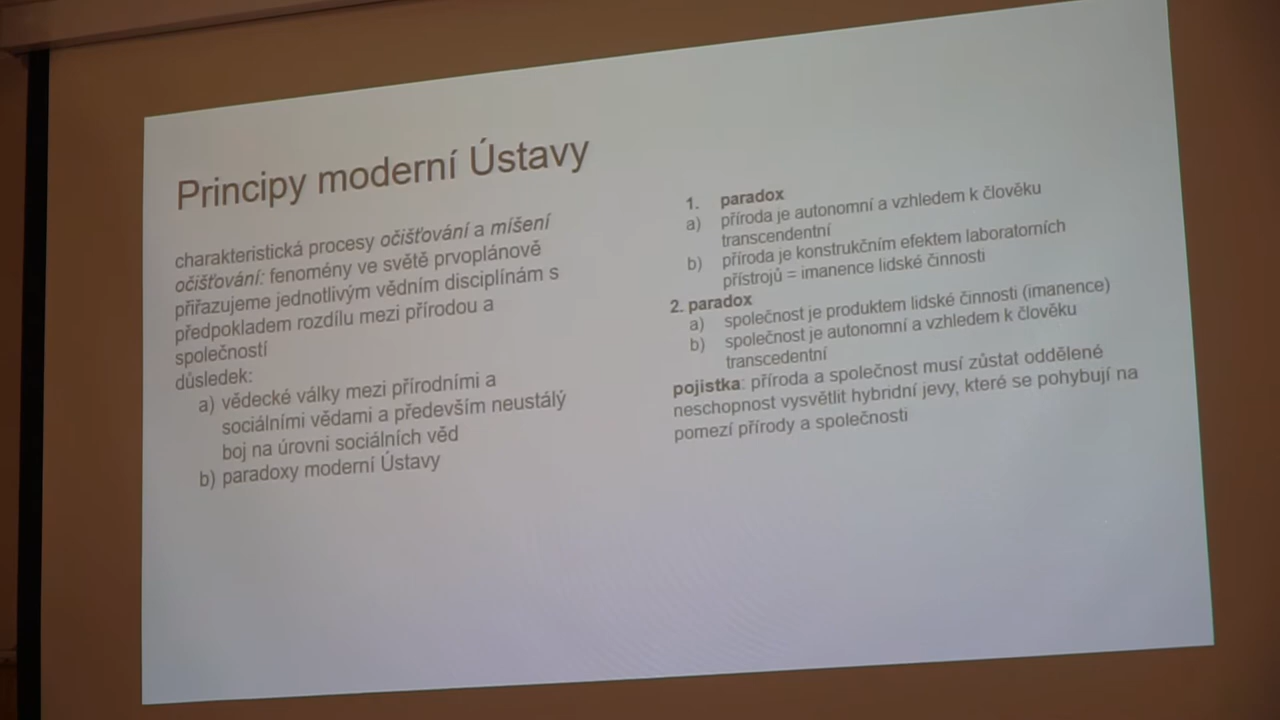 Principy moderní Ústavy
charakteristická procesy očišťování a míšení
očišťování: fenomény ve světě prvoplánově
přiřazujeme jednotlivým vědním disciplínám s
předpokladem rozdílu mezi přírodou a
společností
důsledek:
a) vědecké války mezi přírodními a
sociálními vědami a především neustálý
boj na úrovni sociálních věd
b) paradoxy moderní Ústavy
1. paradox
a) příroda je autonomní a vzhledem k člověku
transcendentní
b) příroda je konstrukčním efektem laboratorních
přístrojů = imanence lidské činnosti
2. paradox
a) společnost je produktem lidské činnosti (imanence)
b) společnost je autonomní a vzhledem k člověku
transcedentní
pojistka: příroda a společnost musí zůstat oddělené
neschopnost vysvětlit hybridní jevy, které se pohybují na
pomezí přírody a společnosti